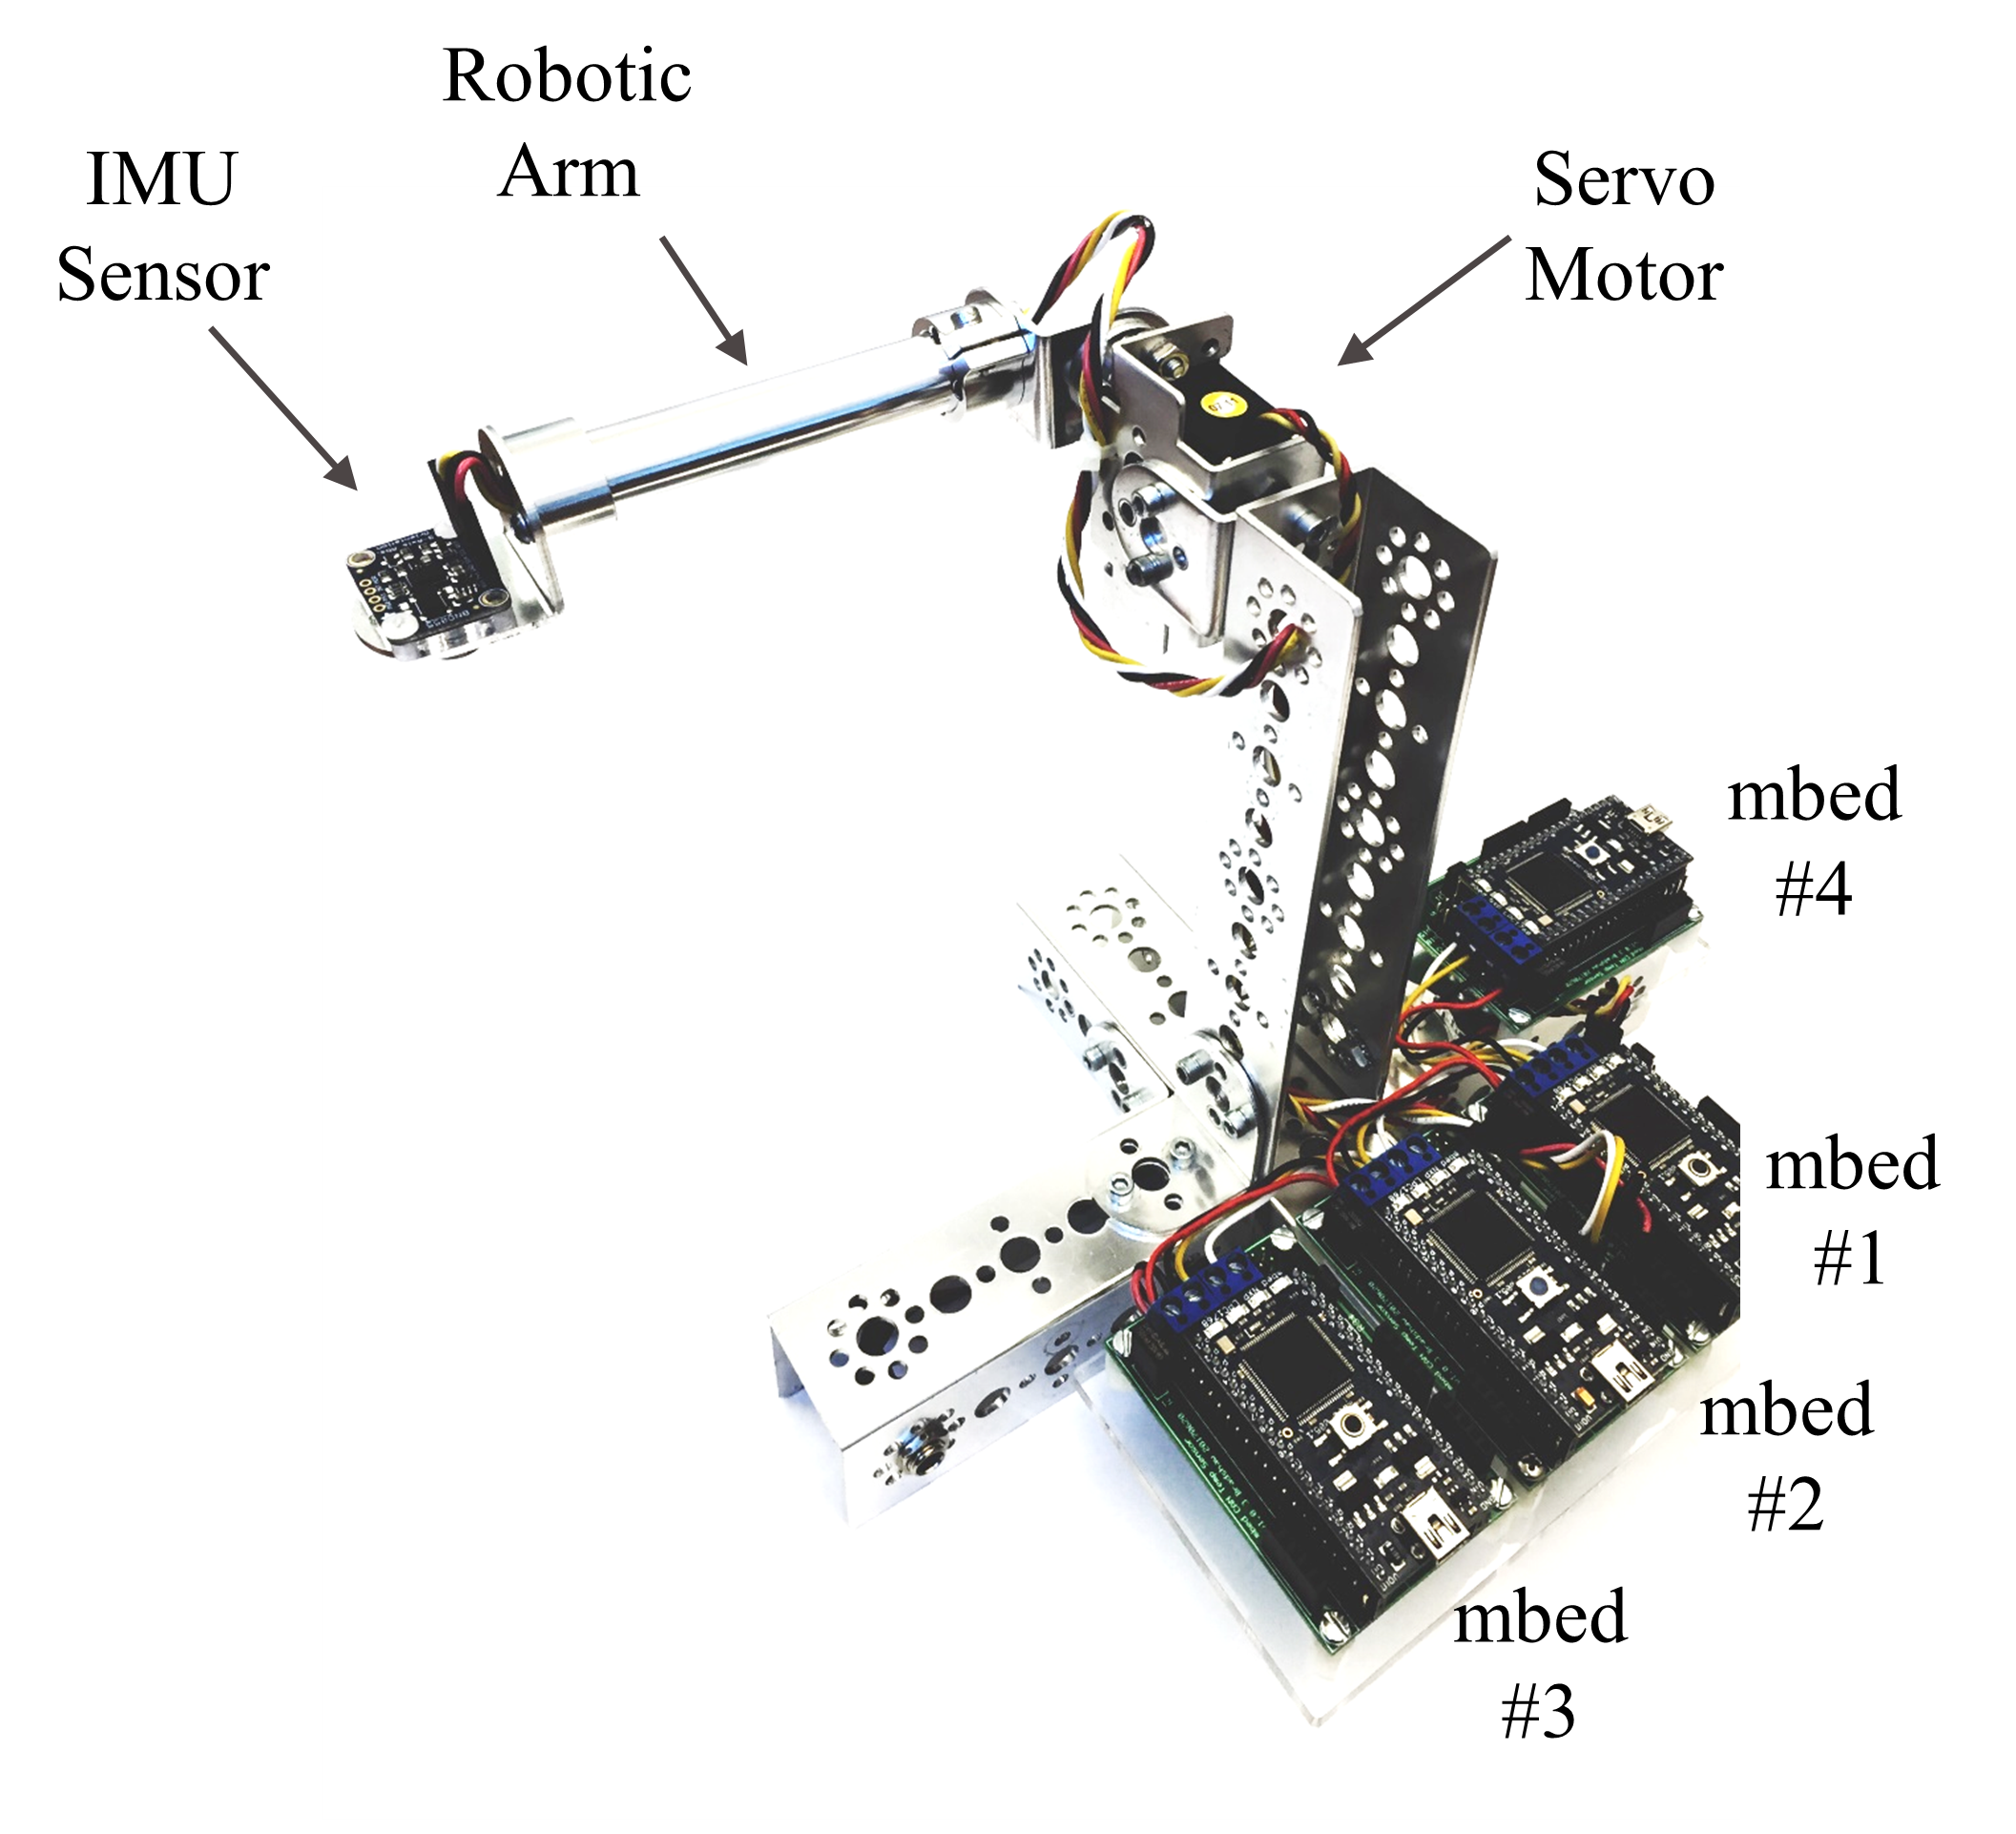 Robotic
Arm
IMU
Sensor
Servo
Motor
mbed
#4
mbed
#1
mbed
#2
mbed
#3